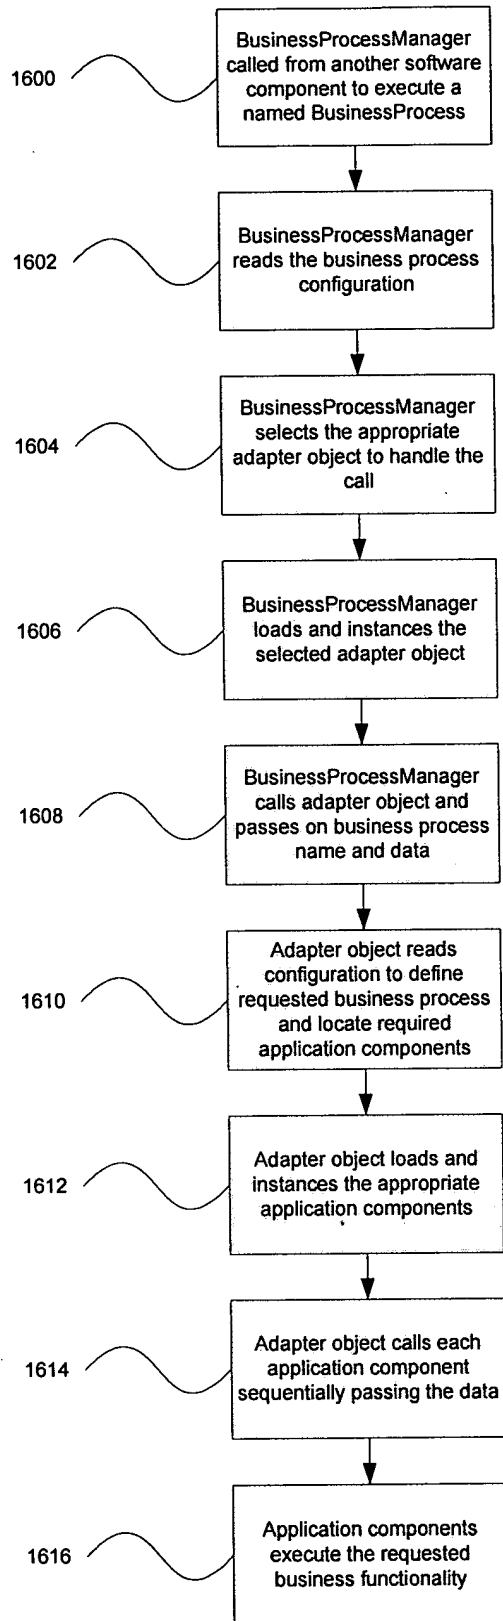 1600
BusinessProcessManager
called from another software
component to execute a
named BusinessProcess
1602
BusinessProcessManager
reads the business process
configuration
1604
BusinessProcessManager
selects the appropriate
adapter object to handle the
call
1606
BusinessProcessManager
loads and instances the
selected adapter object
1608
BusinessProcessManager
calls adapter object and
passes on business process
name and data
1610
Adapter object reads
configuration to define
requested business process
and locate required
application components
1612
Adapter object loads and
instances the appropriate
application components
1614
Adapter object calls each
application component
sequentially passing the data
1616
Application components
execute the requested
business functionality